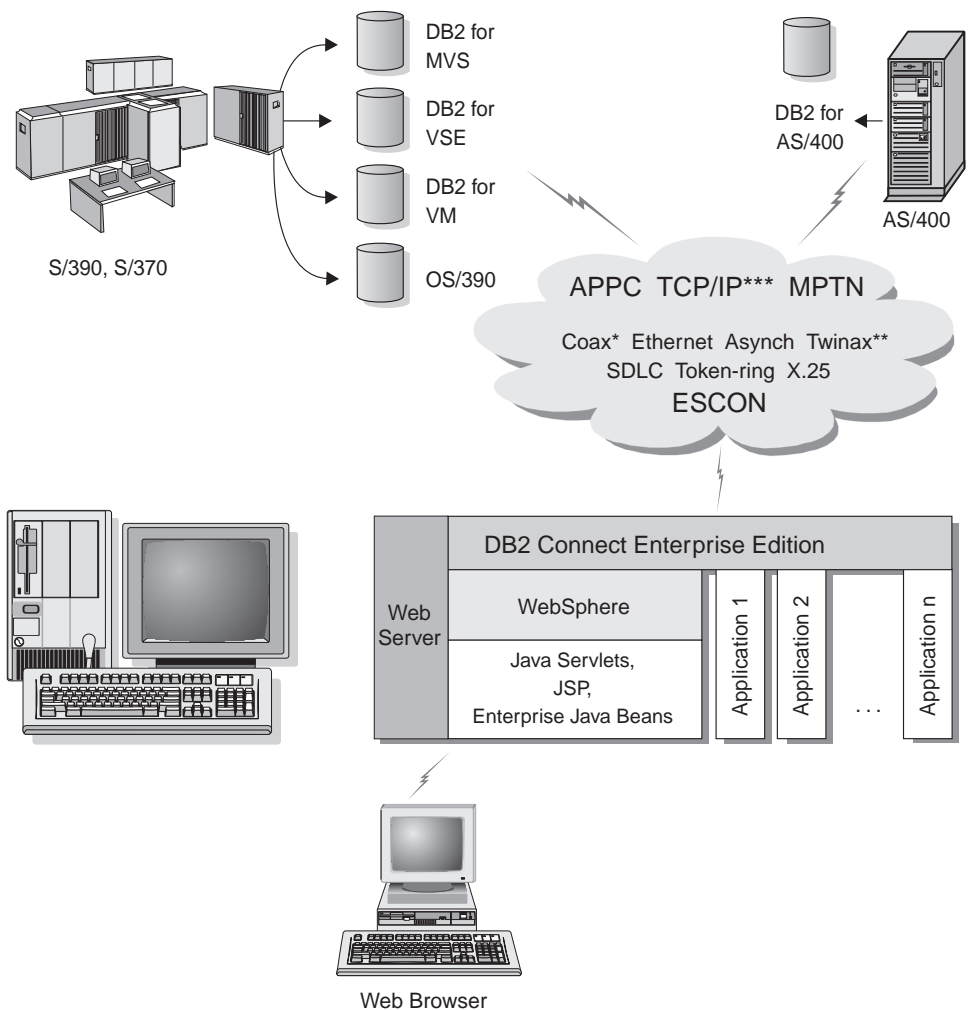 DB2 for
MVS
DB2 for
VSE
DB2 for
VM
OS/390
S/390, S/370
DB2 for
AS/400
AS/400
APPC TCP/IP*** MPTN
Coax* Ethernet Asynch Twinax**
SDLC Token-ring X.25
ESCON
DB2 Connect Enterprise Edition
Web
Server
WebSphere
Java Servlets,
JSP,
Enterprise Java Beans
Application 1
Application 2
. . .
Application n
Web Browser